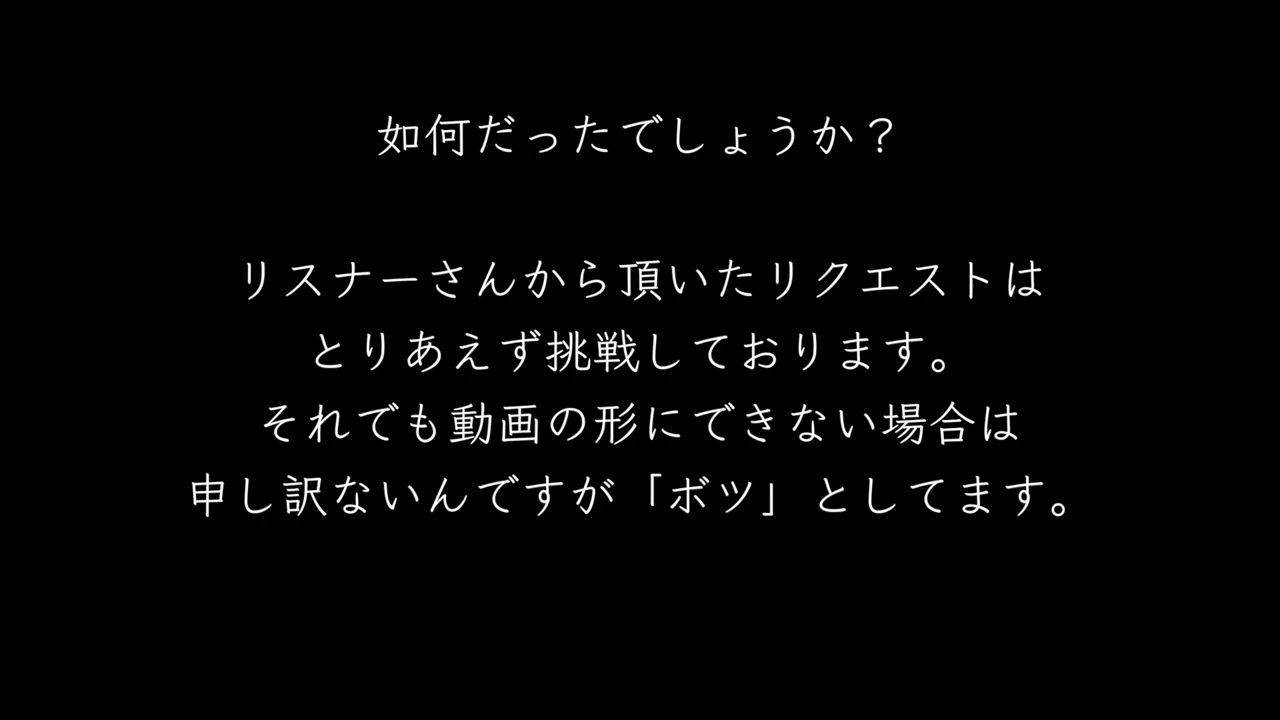 如何だったでしょうか？
リスナーさんから頂いたリクエストは
とりあえず挑戦しております。
それでも動画の形にできない場合は
申し訳ないんですが「ボツ」としてます。